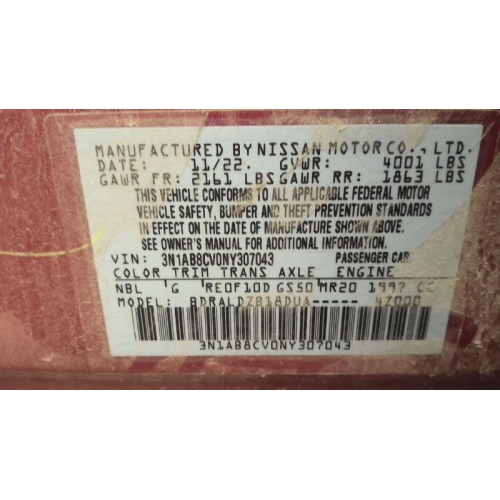 MANUFACTURED BY NISSAN MOTOR CO., LTD.
DATE: 11/22. GVWR: 4001 LBS
GAWR FR: 2161 LBS GAWR RR: 1863 LBS
THIS VEHICLE CONFORMS TO ALL APPLICABLE FEDERAL MOTOR
VEHICLE SAFETY, BUMPER AND THEFT PREVENTION STANDARDS
IN EFFECT ON THE DATE OF MANUFACTURE SHOWN ABOVE.
SEE OWNER'S MANUAL FOR ADDITIONAL INFORMATION.
VIN: 3N1AB8CV0NY307043 PASSENGER CAR
COLOR TRIM TRANS AXLE ENGINE
NBL G RE0F10D GS50 MR20 1997 CC
MODEL: BDRALDZB18DUA----- 4Z000
3N1AB8CV0NY307043